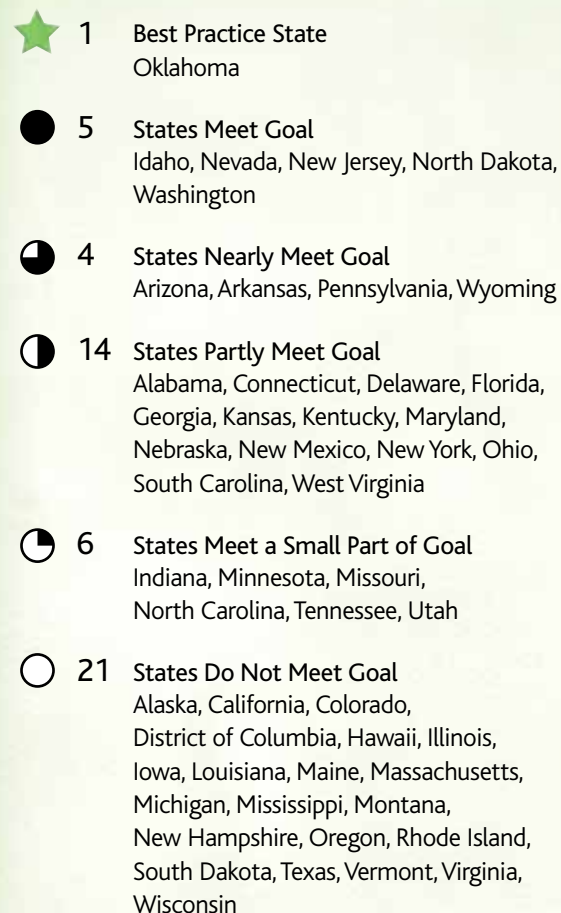 1 Best Practice State
Oklahoma
5 States Meet Goal
Idaho, Nevada, New Jersey, North Dakota,
Washington
4 States Nearly Meet Goal
Arizona, Arkansas, Pennsylvania, Wyoming
14 States Partly Meet Goal
Alabama, Connecticut, Delaware, Florida,
Georgia, Kansas, Kentucky, Maryland,
Nebraska, New Mexico, New York, Ohio,
South Carolina, West Virginia
6 States Meet a Small Part of Goal
Indiana, Minnesota, Missouri,
North Carolina, Tennessee, Utah
21 States Do Not Meet Goal
Alaska, California, Colorado,
District of Columbia, Hawaii, Illinois,
Iowa, Louisiana, Maine, Massachusetts,
Michigan, Mississippi, Montana,
New Hampshire, Oregon, Rhode Island,
South Dakota, Texas, Vermont, Virginia,
Wisconsin